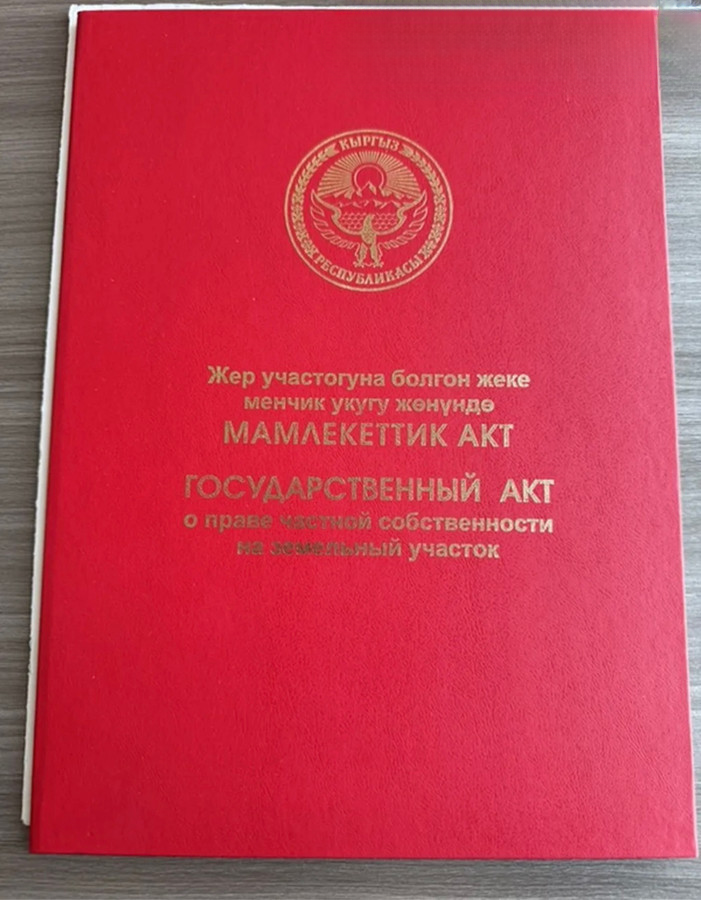 КЫРГЫЗ
РЕСПУБЛИКАСЫ
Жер участогуна болгон жеке
менчик укугу жөнүндө
МАМЛЕКЕТТИК АКТ
ГОСУДАРСТВЕННЫЙ АКТ
о праве частной собственности
на земельный участок